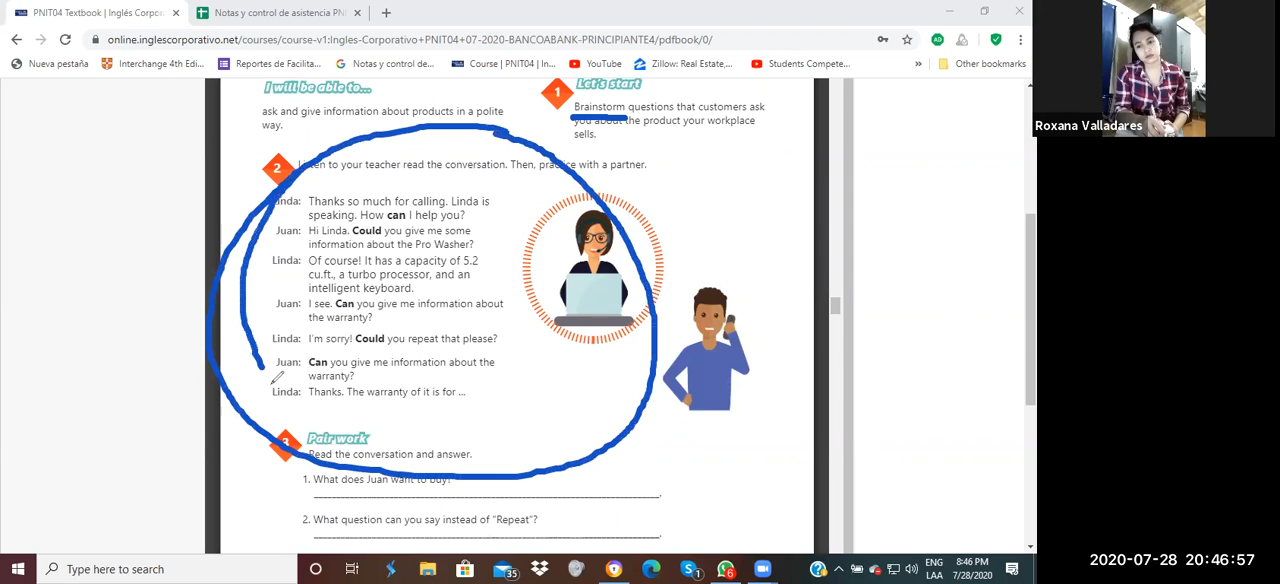 PNIT04 Textbook | Inglés Corpora
Notas y control de asistencia PNI
online.inglescorporativo.net/courses/course-v1:Ingles-Corporativo+PNIT04+07-2020-BANCOABANK-PRINCIPIANTE4/pdfbook/0/
Nueva pestaña
Interchange 4th Edi...
Reportes de Facilita...
Notas y control de...
Course | PNIT04 | In...
YouTube
Zillow: Real Estate,...
Students Compete...
»
Other bookmarks
I will be able to...
ask and give information about products in a polite
way.
1
Let's start
Brainstorm questions that customers ask
you about the product your workplace
sells.
2
Listen to your teacher read the conversation. Then, practice with a partner.
Linda: Thanks so much for calling. Linda is
speaking. How can I help you?
Juan: Hi Linda. Could you give me some
information about the Pro Washer?
Linda: Of course! It has a capacity of 5.2
cu.ft., a turbo processor, and an
intelligent keyboard.
Juan: I see. Can you give me information about
the warranty?
Linda: I'm sorry! Could you repeat that please?
Juan: Can you give me information about the
warranty?
Linda: Thanks. The warranty of it is for ...
3
Pair work
Read the conversation and answer.
1. What does Juan want to buy?
2. What question can you say instead of “Repeat”?
Roxana Valladares
Type here to search
35
1
6
ENG
LAA
8:46 PM
7/28/2020
2020-07-28 20:46:57